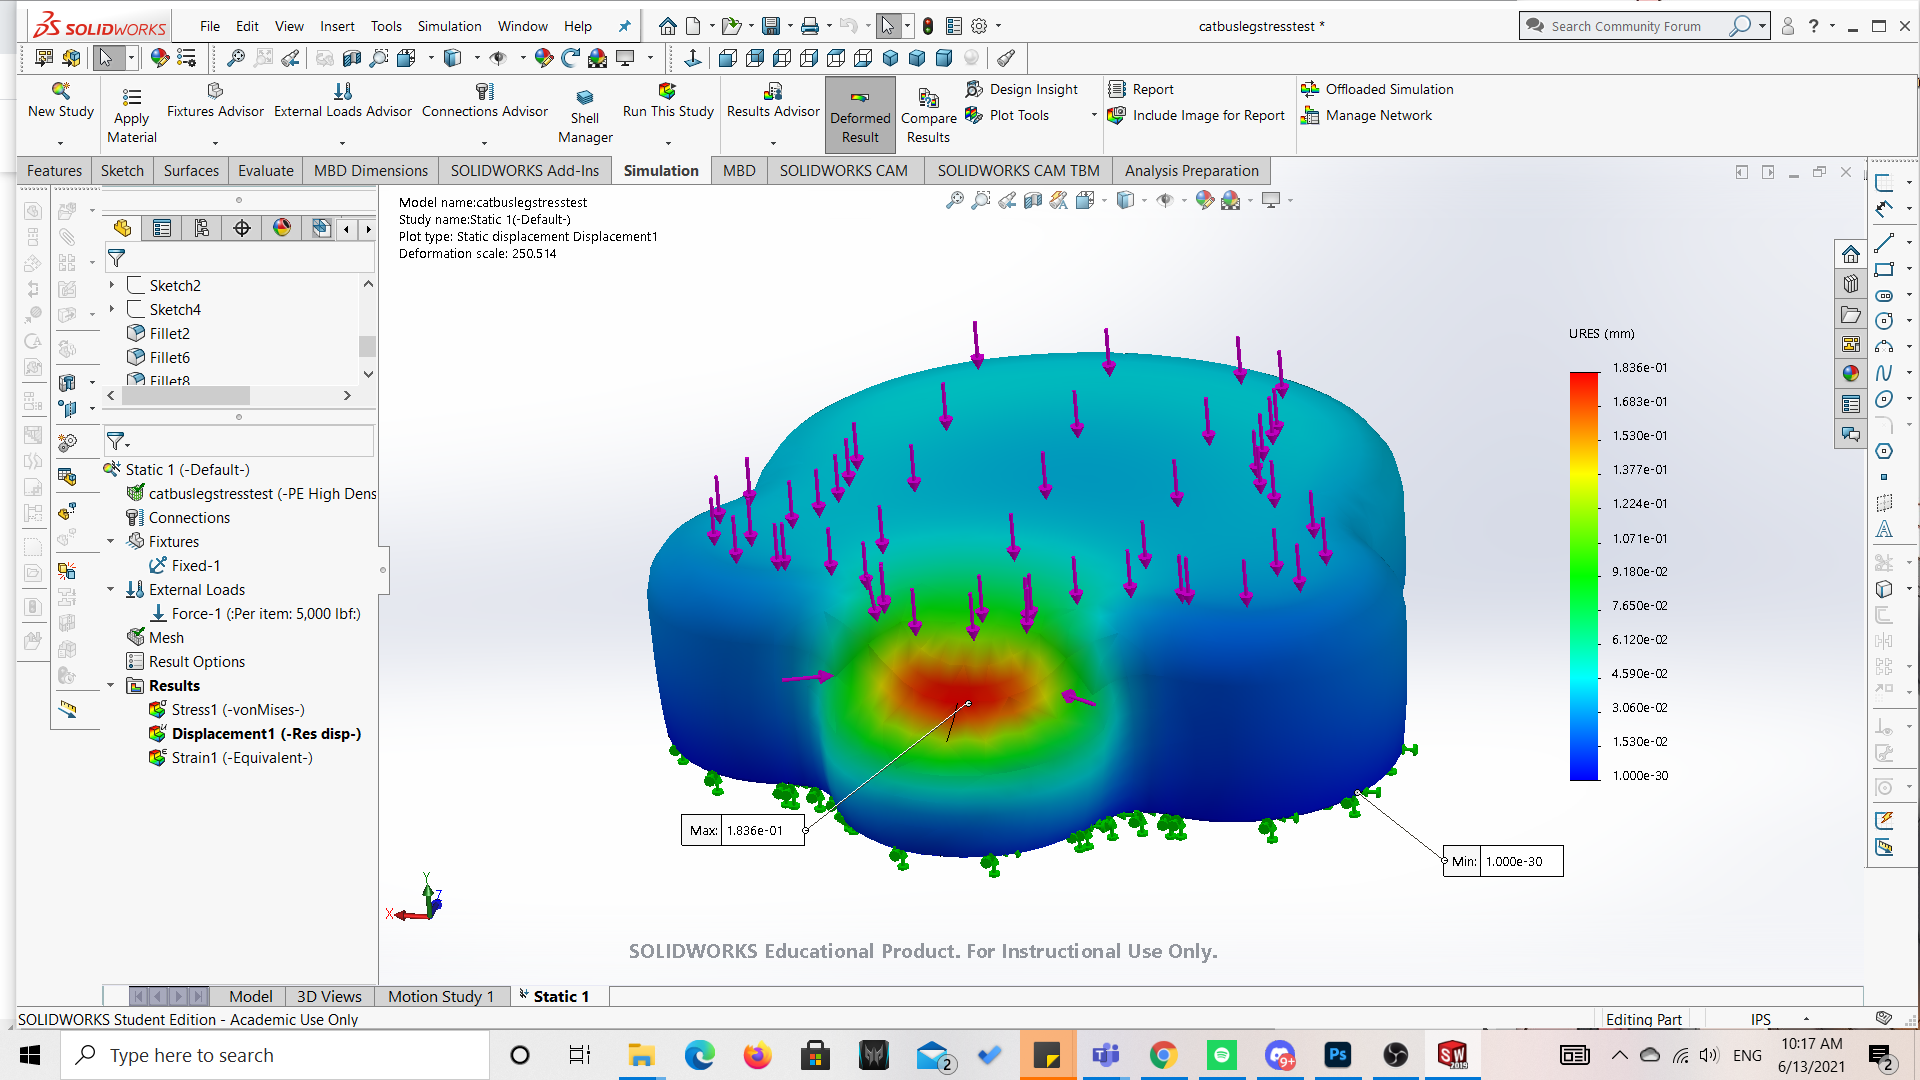 SOLIDWORKS
File Edit View Insert Tools Simulation Window Help
catbuslegstresstest *
Search Community Forum
?
New Study
Apply Material
Fixtures Advisor
External Loads Advisor
Connections Advisor
Shell Manager
Run This Study
Results Advisor
Deformed Result
Compare Results
Design Insight
Plot Tools
Report
Include Image for Report
Offloaded Simulation
Manage Network
Features Sketch Surfaces Evaluate MBD Dimensions SOLIDWORKS Add-Ins Simulation MBD SOLIDWORKS CAM SOLIDWORKS CAM TBM Analysis Preparation
Sketch2
Sketch4
Fillet2
Fillet6
Fillet8
Static 1 (-Default-)
catbuslegstresstest (-PE High Dens
Connections
Fixtures
Fixed-1
External Loads
Force-1 (:Per item: 5,000 lbf:)
Mesh
Result Options
Results
Stress1 (-vonMises-)
Displacement1 (-Res disp-)
Strain1 (-Equivalent-)
Model name:catbuslegstresstest
Study name:Static 1(-Default-)
Plot type: Static displacement Displacement1
Deformation scale: 250.514
URES (mm)
1.836e-01
1.683e-01
1.530e-01
1.377e-01
1.224e-01
1.071e-01
9.180e-02
7.650e-02
6.120e-02
4.590e-02
3.060e-02
1.530e-02
1.000e-30
Max: 1.836e-01
Min: 1.000e-30
Y
Z
X
SOLIDWORKS Educational Product. For Instructional Use Only.
Model 3D Views Motion Study 1 Static 1
SOLIDWORKS Student Edition - Academic Use Only
Editing Part IPS
Type here to search
2
9+
Ps
SW
2019
ENG
10:17 AM
6/13/2021
2